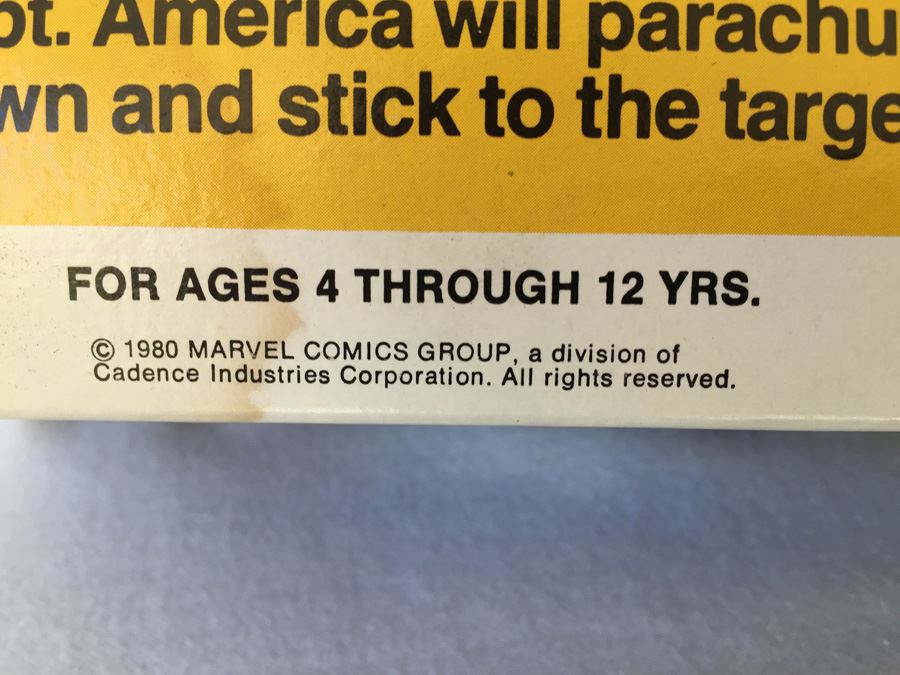 pt. America will parachu
wn and stick to the targe
FOR AGES 4 THROUGH 12 YRS.
© 1980 MARVEL COMICS GROUP, a division of
Cadence Industries Corporation. All rights reserved.